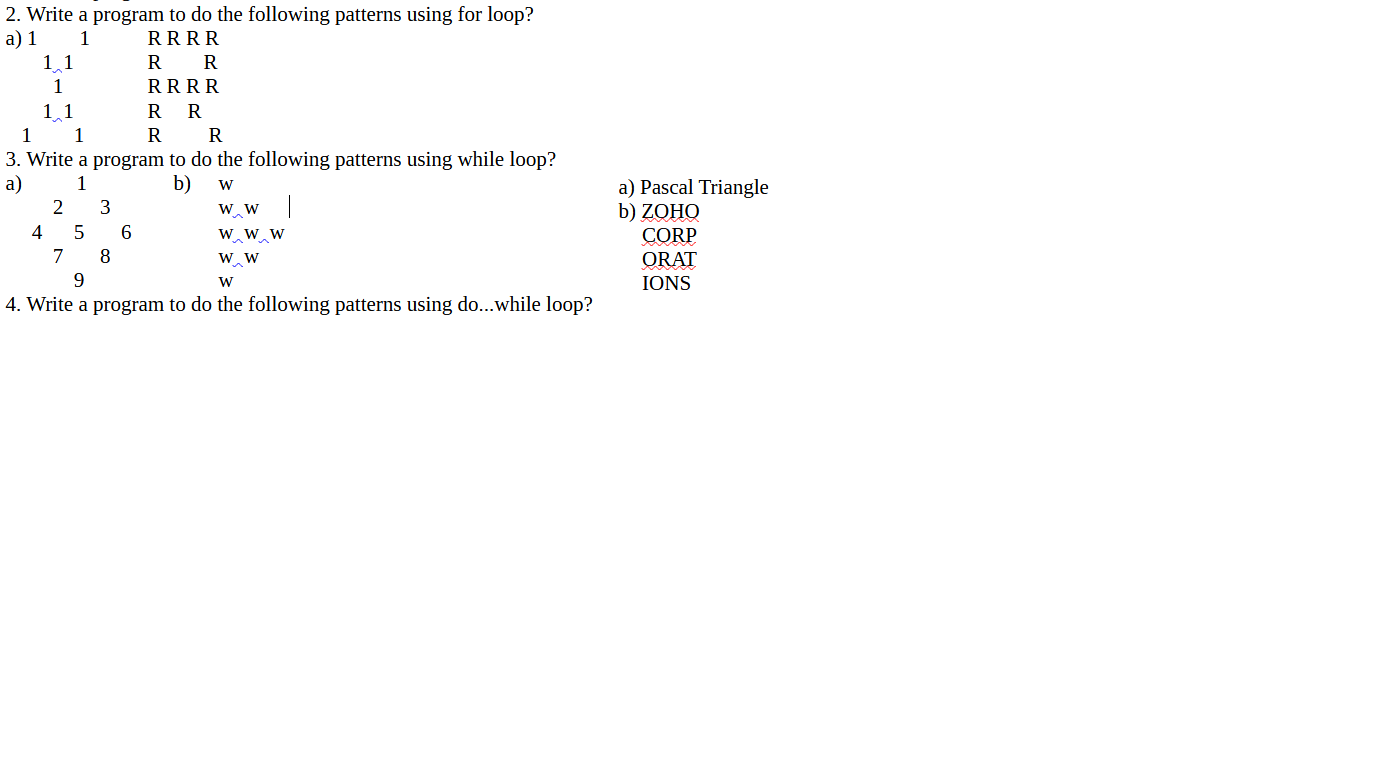 2. Write a program to do the following patterns using for loop?
a) 1 1 R R R R
1 1 R R
1 R R R R
1 1 R R
1 1 R R
3. Write a program to do the following patterns using while loop?
a) 1 b) w
2 3 w w
4 5 6 w w w
7 8 w w
9 w
a) Pascal Triangle
b) ZOHO
CORP
ORAT
IONS
4. Write a program to do the following patterns using do...while loop?